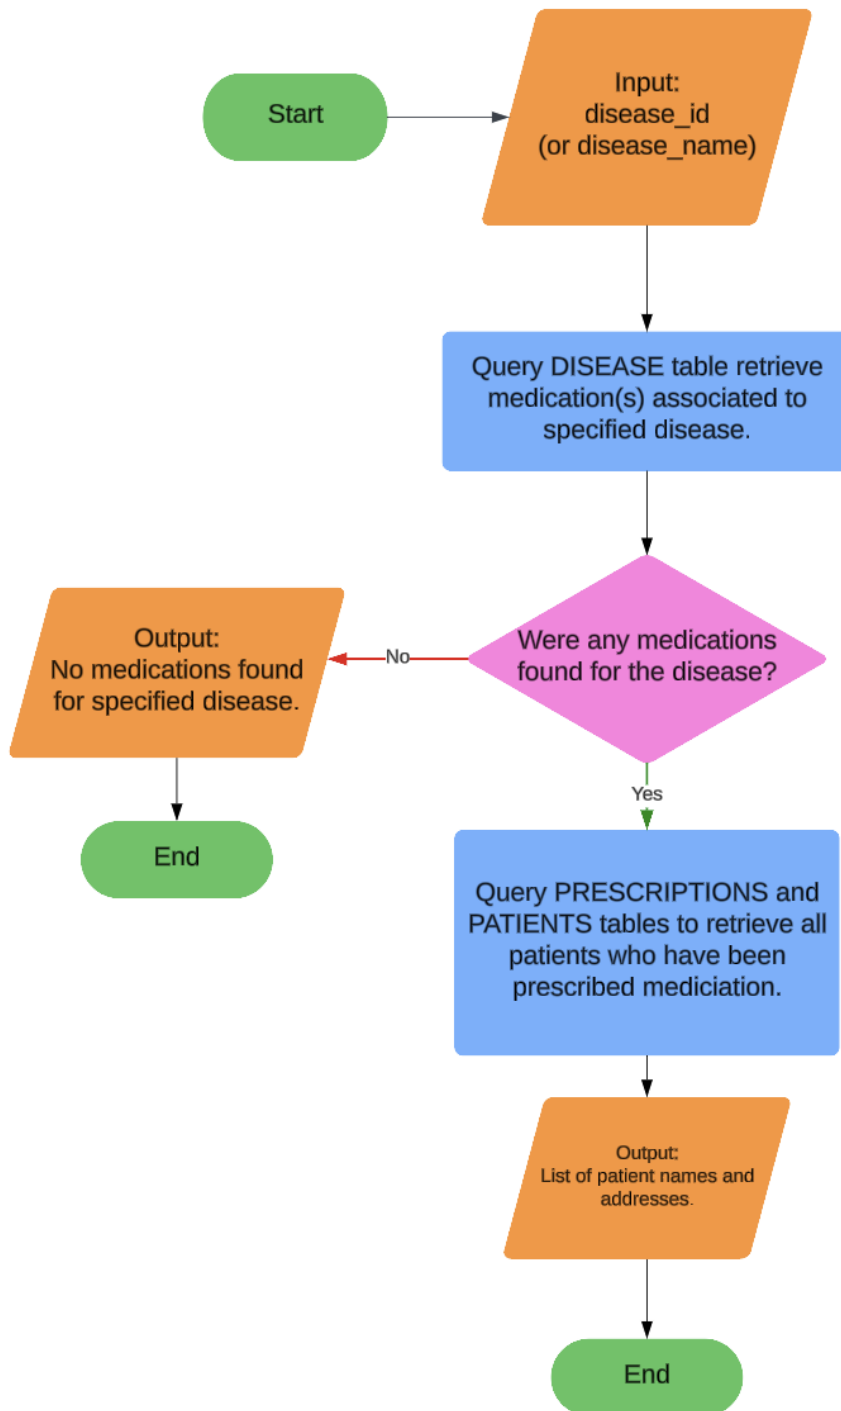 Start
Input:
disease_id
(or disease_name)
Query DISEASE table retrieve
medication(s) associated to
specified disease.
Were any medications
found for the disease?
No
Output:
No medications found
for specified disease.
End
Yes
Query PRESCRIPTIONS and
PATIENTS tables to retrieve all
patients who have been
prescribed mediciation.
Output:
List of patient names and
addresses.
End